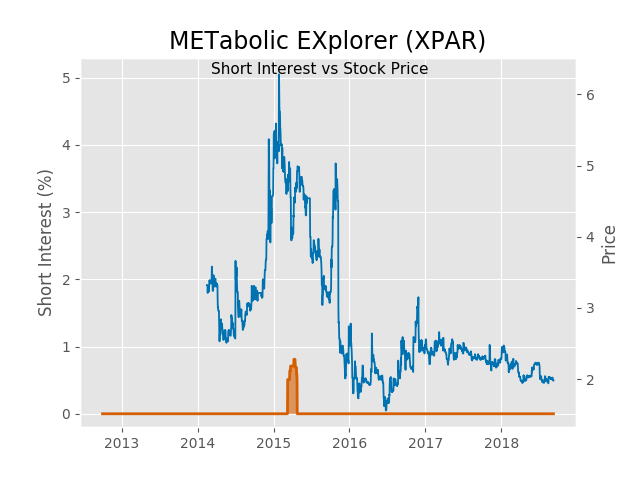 METabolic EXplorer (XPAR)
Short Interest vs Stock Price
Short Interest (%)
5
4
3
2
1
0
6
5
4
3
2
Price
2013 2014 2015 2016 2017 2018